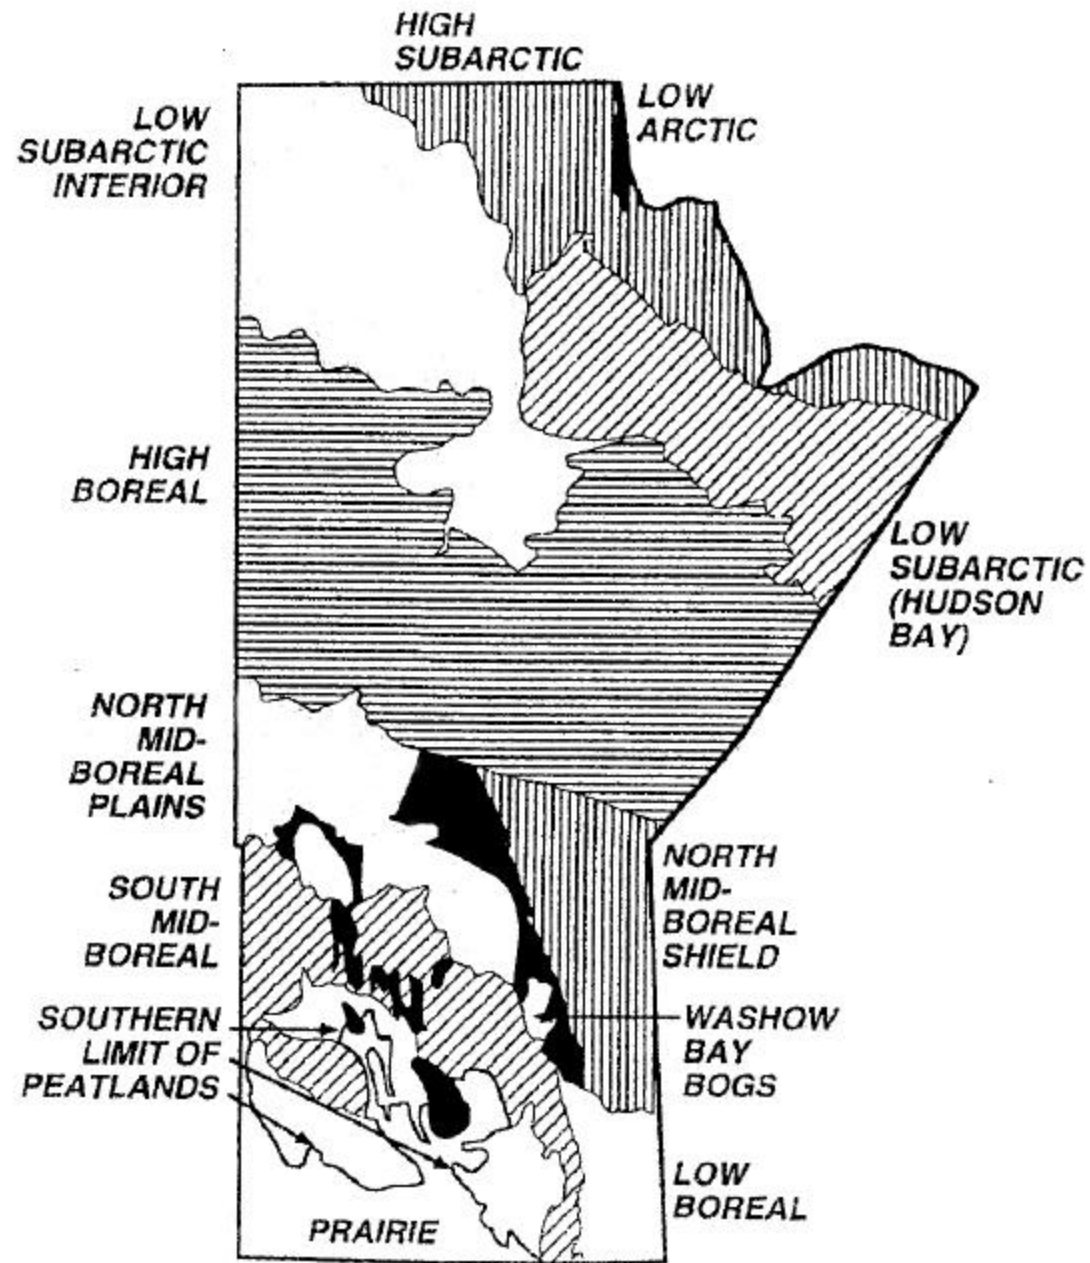 HIGH
SUBARCTIC
LOW
ARCTIC
LOW
SUBARCTIC
INTERIOR
HIGH
BOREAL
LOW
SUBARCTIC
(HUDSON
BAY)
NORTH
MID-
BOREAL
PLAINS
NORTH
MID-
BOREAL
SHIELD
SOUTH
MID-
BOREAL
SOUTHERN
LIMIT OF
PEATLANDS
WASHOW
BAY
BOGS
LOW
BOREAL
PRAIRIE